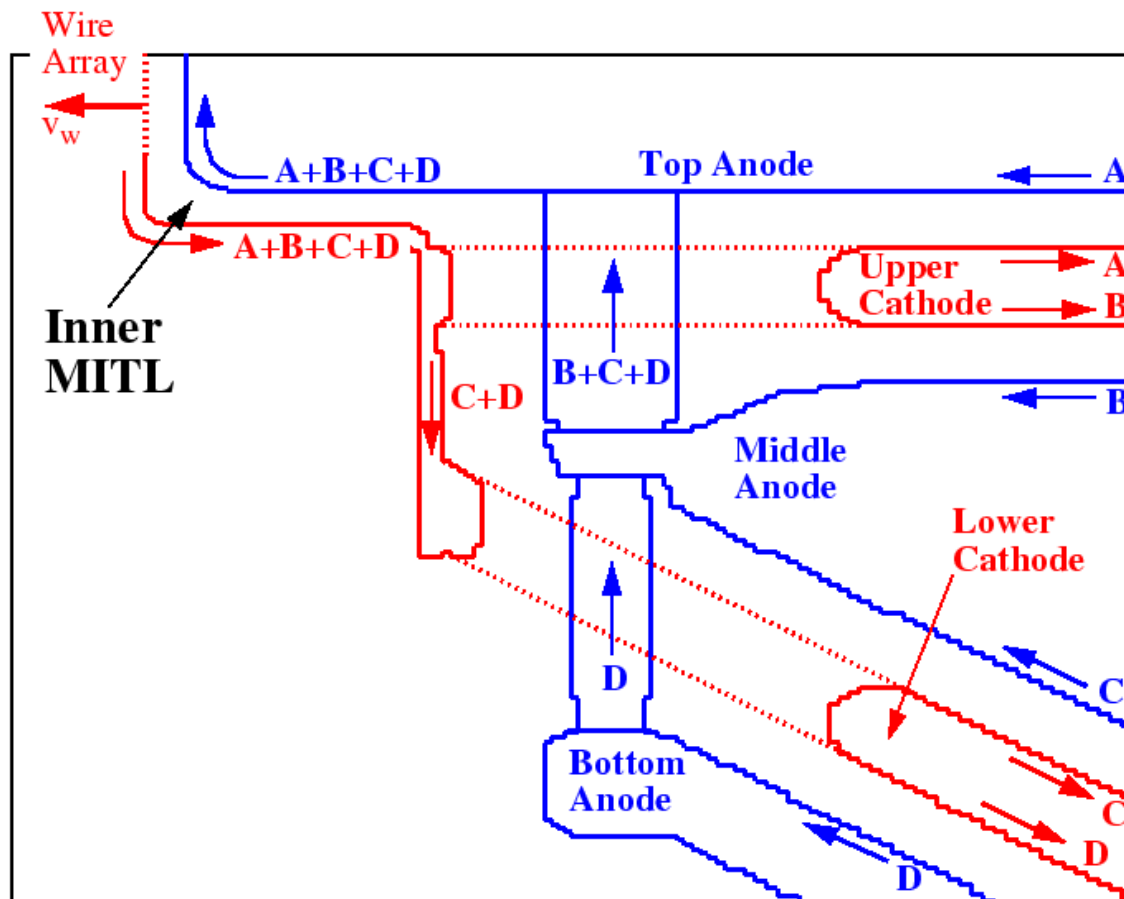 Wire
Array
v_w
A+B+C+D
Top Anode
A
A+B+C+D
Upper
Cathode
A
B
Inner
MITL
B+C+D
C+D
B
Middle
Anode
Lower
Cathode
D
C
Bottom
Anode
C
D
D